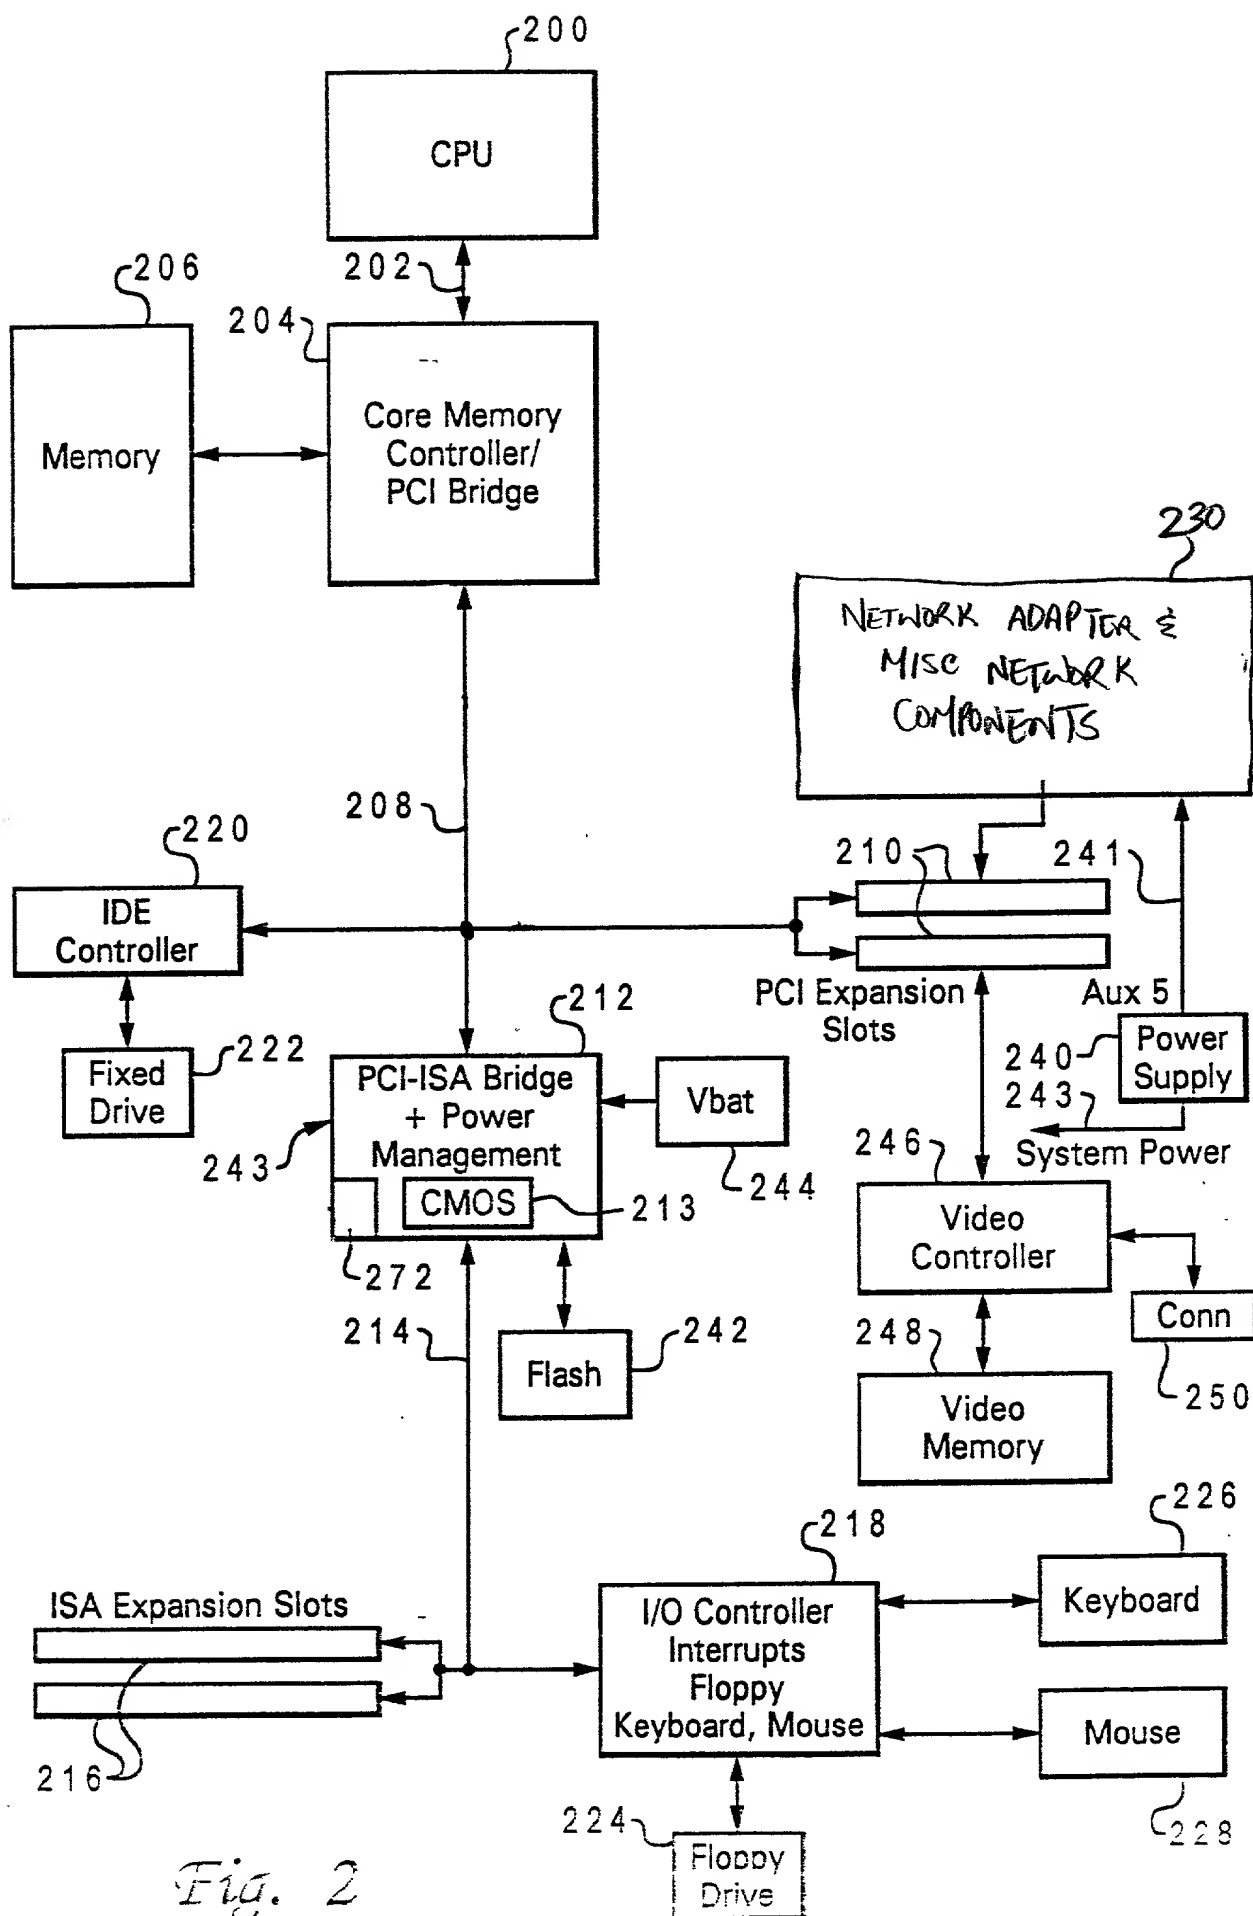 200
CPU
202
206
204
Memory
Core Memory
Controller/
PCI Bridge
230
NETWORK ADAPTER &
MISC NETWORK
COMPONENTS
208
220
210
241
IDE
Controller
PCI Expansion
Slots
Aux 5
212
222
240
Power
Supply
Fixed
Drive
PCI-ISA Bridge
+ Power
Management
Vbat
243
243
246
System Power
244
CMOS
213
Video
Controller
272
214
242
248
Conn
Flash
250
Video
Memory
226
218
ISA Expansion Slots
I/O Controller
Interrupts
Floppy
Keyboard, Mouse
Keyboard
Mouse
216
224
228
Floppy
Drive
Fig. 2